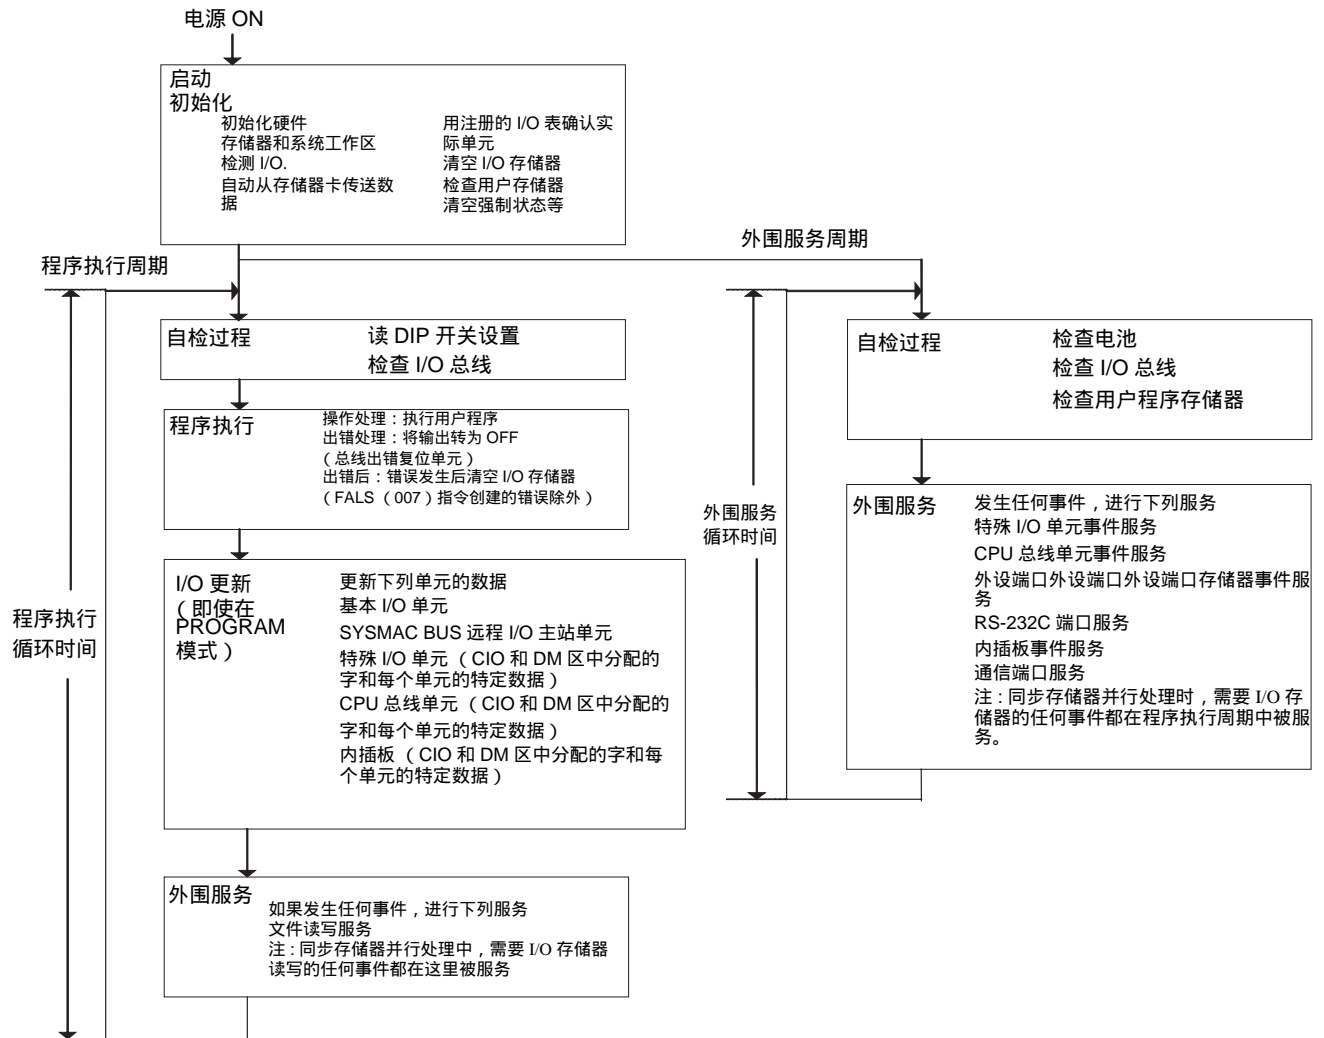 电源 ON
启动
初始化
初始化硬件
存储器和系统工作区
检测 I/O.
自动从存储器卡传送数
据
用注册的 I/O 表确认实
际单元
清空 I/O 存储器
检查用户存储器
清空强制状态等
程序执行周期
外围服务周期
自检过程
读 DIP 开关设置
检查 I/O 总线
程序执行
操作处理：执行用户程序
出错处理：将输出转为 OFF
（总线出错复位单元）
出错后：错误发生后清空 I/O 存储器
（FALS （007）指令创建的错误除外）
I/O 更新
（即使在
PROGRAM
模式）
更新下列单元的数据
基本 I/O 单元
SYSMAC BUS 远程 I/O 主站单元
特殊 I/O 单元 （CIO 和 DM 区中分配的
字和每个单元的特定数据）
CPU 总线单元（CIO 和 DM 区中分配的
字和每个单元的特定数据）
内插板 （CIO 和 DM 区中分配的字和每
个单元的特定数据）
程序执行
循环时间
外围服务
如果发生任何事件，进行下列服务
文件读写服务
注：同步存储器并行处理中，需要 I/O 存储器
读写的任何事件都在这里被服务
自检过程
检查电池
检查 I/O 总线
检查用户程序存储器
外围服务
循环时间
外围服务
发生任何事件，进行下列服务
特殊 I/O 单元事件服务
CPU 总线单元事件服务
外设端口外设端口外设端口存储器事件服
务
RS-232C 端口服务
内插板事件服务
通信端口服务
注：同步存储器并行处理时，需要 I/O 存
储器的任何事件都在程序执行周期中被服
务。